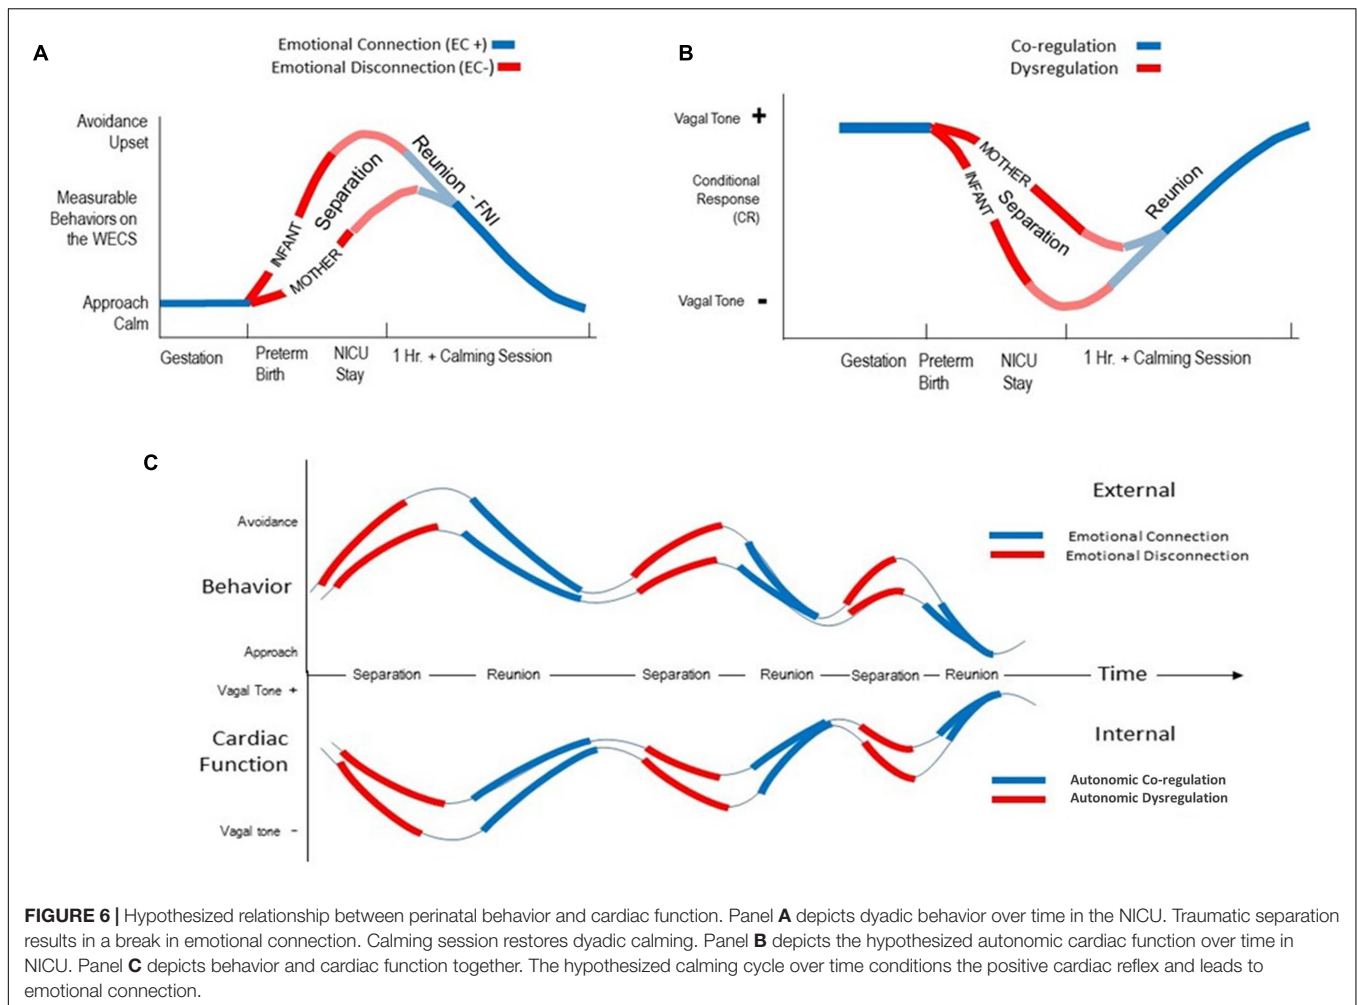 A
Emotional Connection (EC +)
Emotional Disconnection (EC-)
Avoidance
Upset
Measurable
Behaviors on
the WECS
Approach
Calm
INFANT
Separation
MOTHER
Reunion - FNI
Gestation
Preterm
Birth
NICU
Stay
1 Hr. + Calming Session
B
Co-regulation
Dysregulation
Vagal Tone +
Conditional
Response
(CR)
Vagal Tone -
MOTHER
INFANT
Separation
Reunion
Gestation
Preterm
Birth
NICU
Stay
1 Hr. + Calming Session
C
External
Avoidance
Emotional Connection
Emotional Disconnection
Behavior
Approach
Separation Reunion Separation Reunion Separation Reunion Time
Vagal Tone +
Cardiac
Function
Internal
Autonomic Co-regulation
Autonomic Dysregulation
Vagal tone -
FIGURE 6 | Hypothesized relationship between perinatal behavior and cardiac function. Panel A depicts dyadic behavior over time in the NICU. Traumatic separation
results in a break in emotional connection. Calming session restores dyadic calming. Panel B depicts the hypothesized autonomic cardiac function over time in
NICU. Panel C depicts behavior and cardiac function together. The hypothesized calming cycle over time conditions the positive cardiac reflex and leads to
emotional connection.